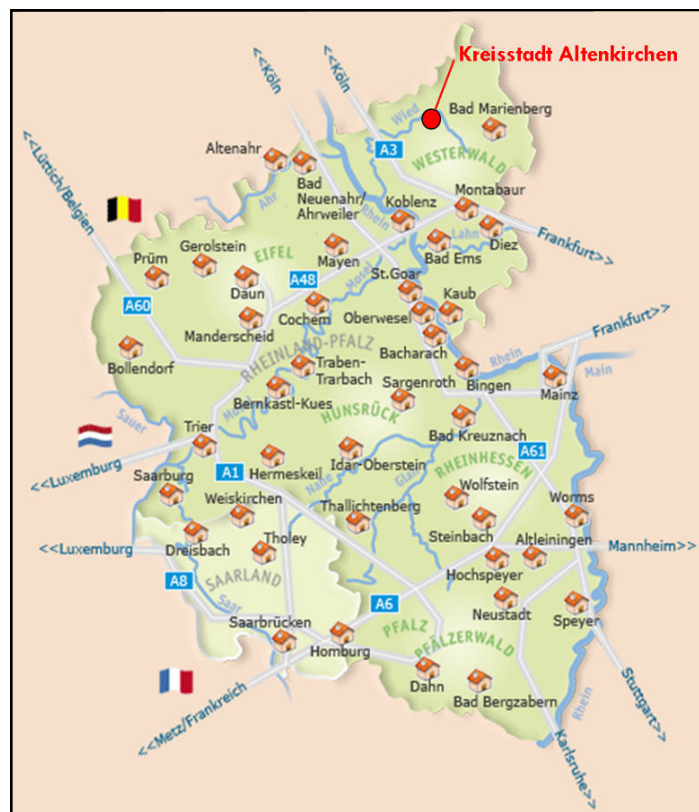 Kreisstadt Altenkirchen
<<Köln
<<Köln
Wied
Bad Marienberg
A3
WESTERWALD
Altenahr
Bad
Neuenahr/
Ahrweiler
Ahr
Rhein
Koblenz
Montabaur
<<Lüttich/Belgien
Lahn
Diez
Frankfurt>>
Gerolstein
EIFEL
Mayen
Bad Ems
Prüm
Daun
A48
Mosel
St.Goar
A60
Cochem
Oberwesel
Kaub
Manderscheid
Frankfurt>>
RHEINLAND-PFALZ
Bacharach
Rhein
Bollendorf
Traben-
Trarbach
Main
Sargenroth
Bingen
Mainz
Mosel
Bernkastl-Kues
HUNSRÜCK
Sauer
Trier
Bad Kreuznach
A61
<<Luxemburg
A1
Hermeskeil
Idar-Oberstein
Nahe
Glan
RHEINHESSEN
Saarburg
Weiskirchen
Thallichtenberg
Wolfstein
Worms
<<Luxemburg
Dreisbach
Tholey
Steinbach
Altleiningen
Mannheim>>
A8
SAARLAND
Hochspeyer
Saar
A6
Neustadt
Saarbrücken
PFALZ
Speyer
Homburg
PFÄLZERWALD
Dahn
Bad Bergzabern
Stuttgart>>
<<Metz/Frankreich
Rhein
Karlsruhe>>